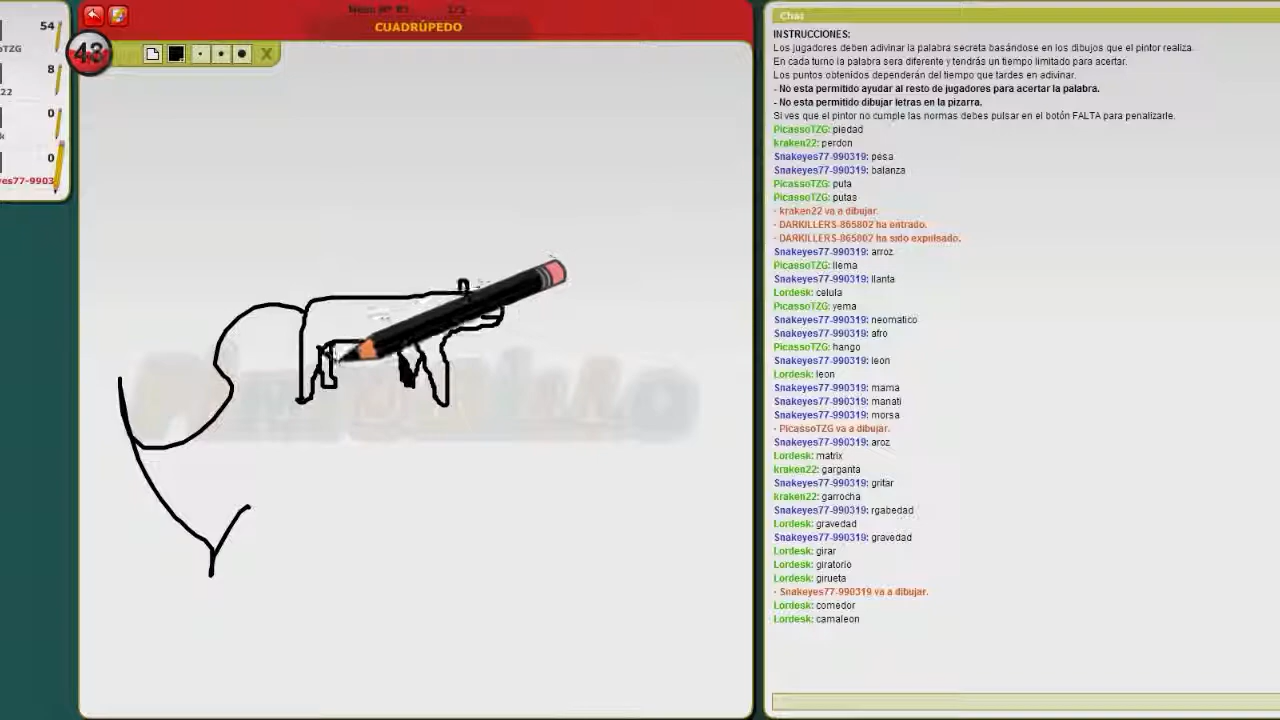 54
oTZG
8
22
0
k
0
yes77-9903
43
Mesa Nº 1/5
CUADRÚPEDO
X
Chat
INSTRUCCIONES:
Los jugadores deben adivinar la palabra secreta basándose en los dibujos que el pintor realiza.
En cada turno la palabra sera diferente y tendrás un tiempo limitado para acertar.
Los puntos obtenidos dependerán del tiempo que tardes en adivinar.
- No esta permitido ayudar al resto de jugadores para acertar la palabra.
- No esta permitido dibujar letras en la pizarra.
Si ves que el pintor no cumple las normas debes pulsar en el botón FALTA para penalizarle.
PicassoTZG: piedad
kraken22: perdon
Snakeyes77-990319: pesa
Snakeyes77-990319: balanza
PicassoTZG: puta
PicassoTZG: putas
- kraken22 va a dibujar.
- DARKILLERS-865802 ha entrado.
- DARKILLERS-865802 ha sido expulsado.
Snakeyes77-990319: arroz
PicassoTZG: llema
Snakeyes77-990319: llanta
Lordesk: celula
PicassoTZG: yema
Snakeyes77-990319: neomatico
Snakeyes77-990319: afro
PicassoTZG: hango
Snakeyes77-990319: leon
Lordesk: leon
Snakeyes77-990319: mama
Snakeyes77-990319: manati
Snakeyes77-990319: morsa
- PicassoTZG va a dibujar.
Snakeyes77-990319: aroz
Lordesk: matrix
kraken22: garganta
Snakeyes77-990319: gritar
kraken22: garrocha
Snakeyes77-990319: rgabedad
Lordesk: gravedad
Snakeyes77-990319: gravedad
Lordesk: girar
Lordesk: giratorio
Lordesk: girueta
- Snakeyes77-990319 va a dibujar.
Lordesk: comedor
Lordesk: camaleon